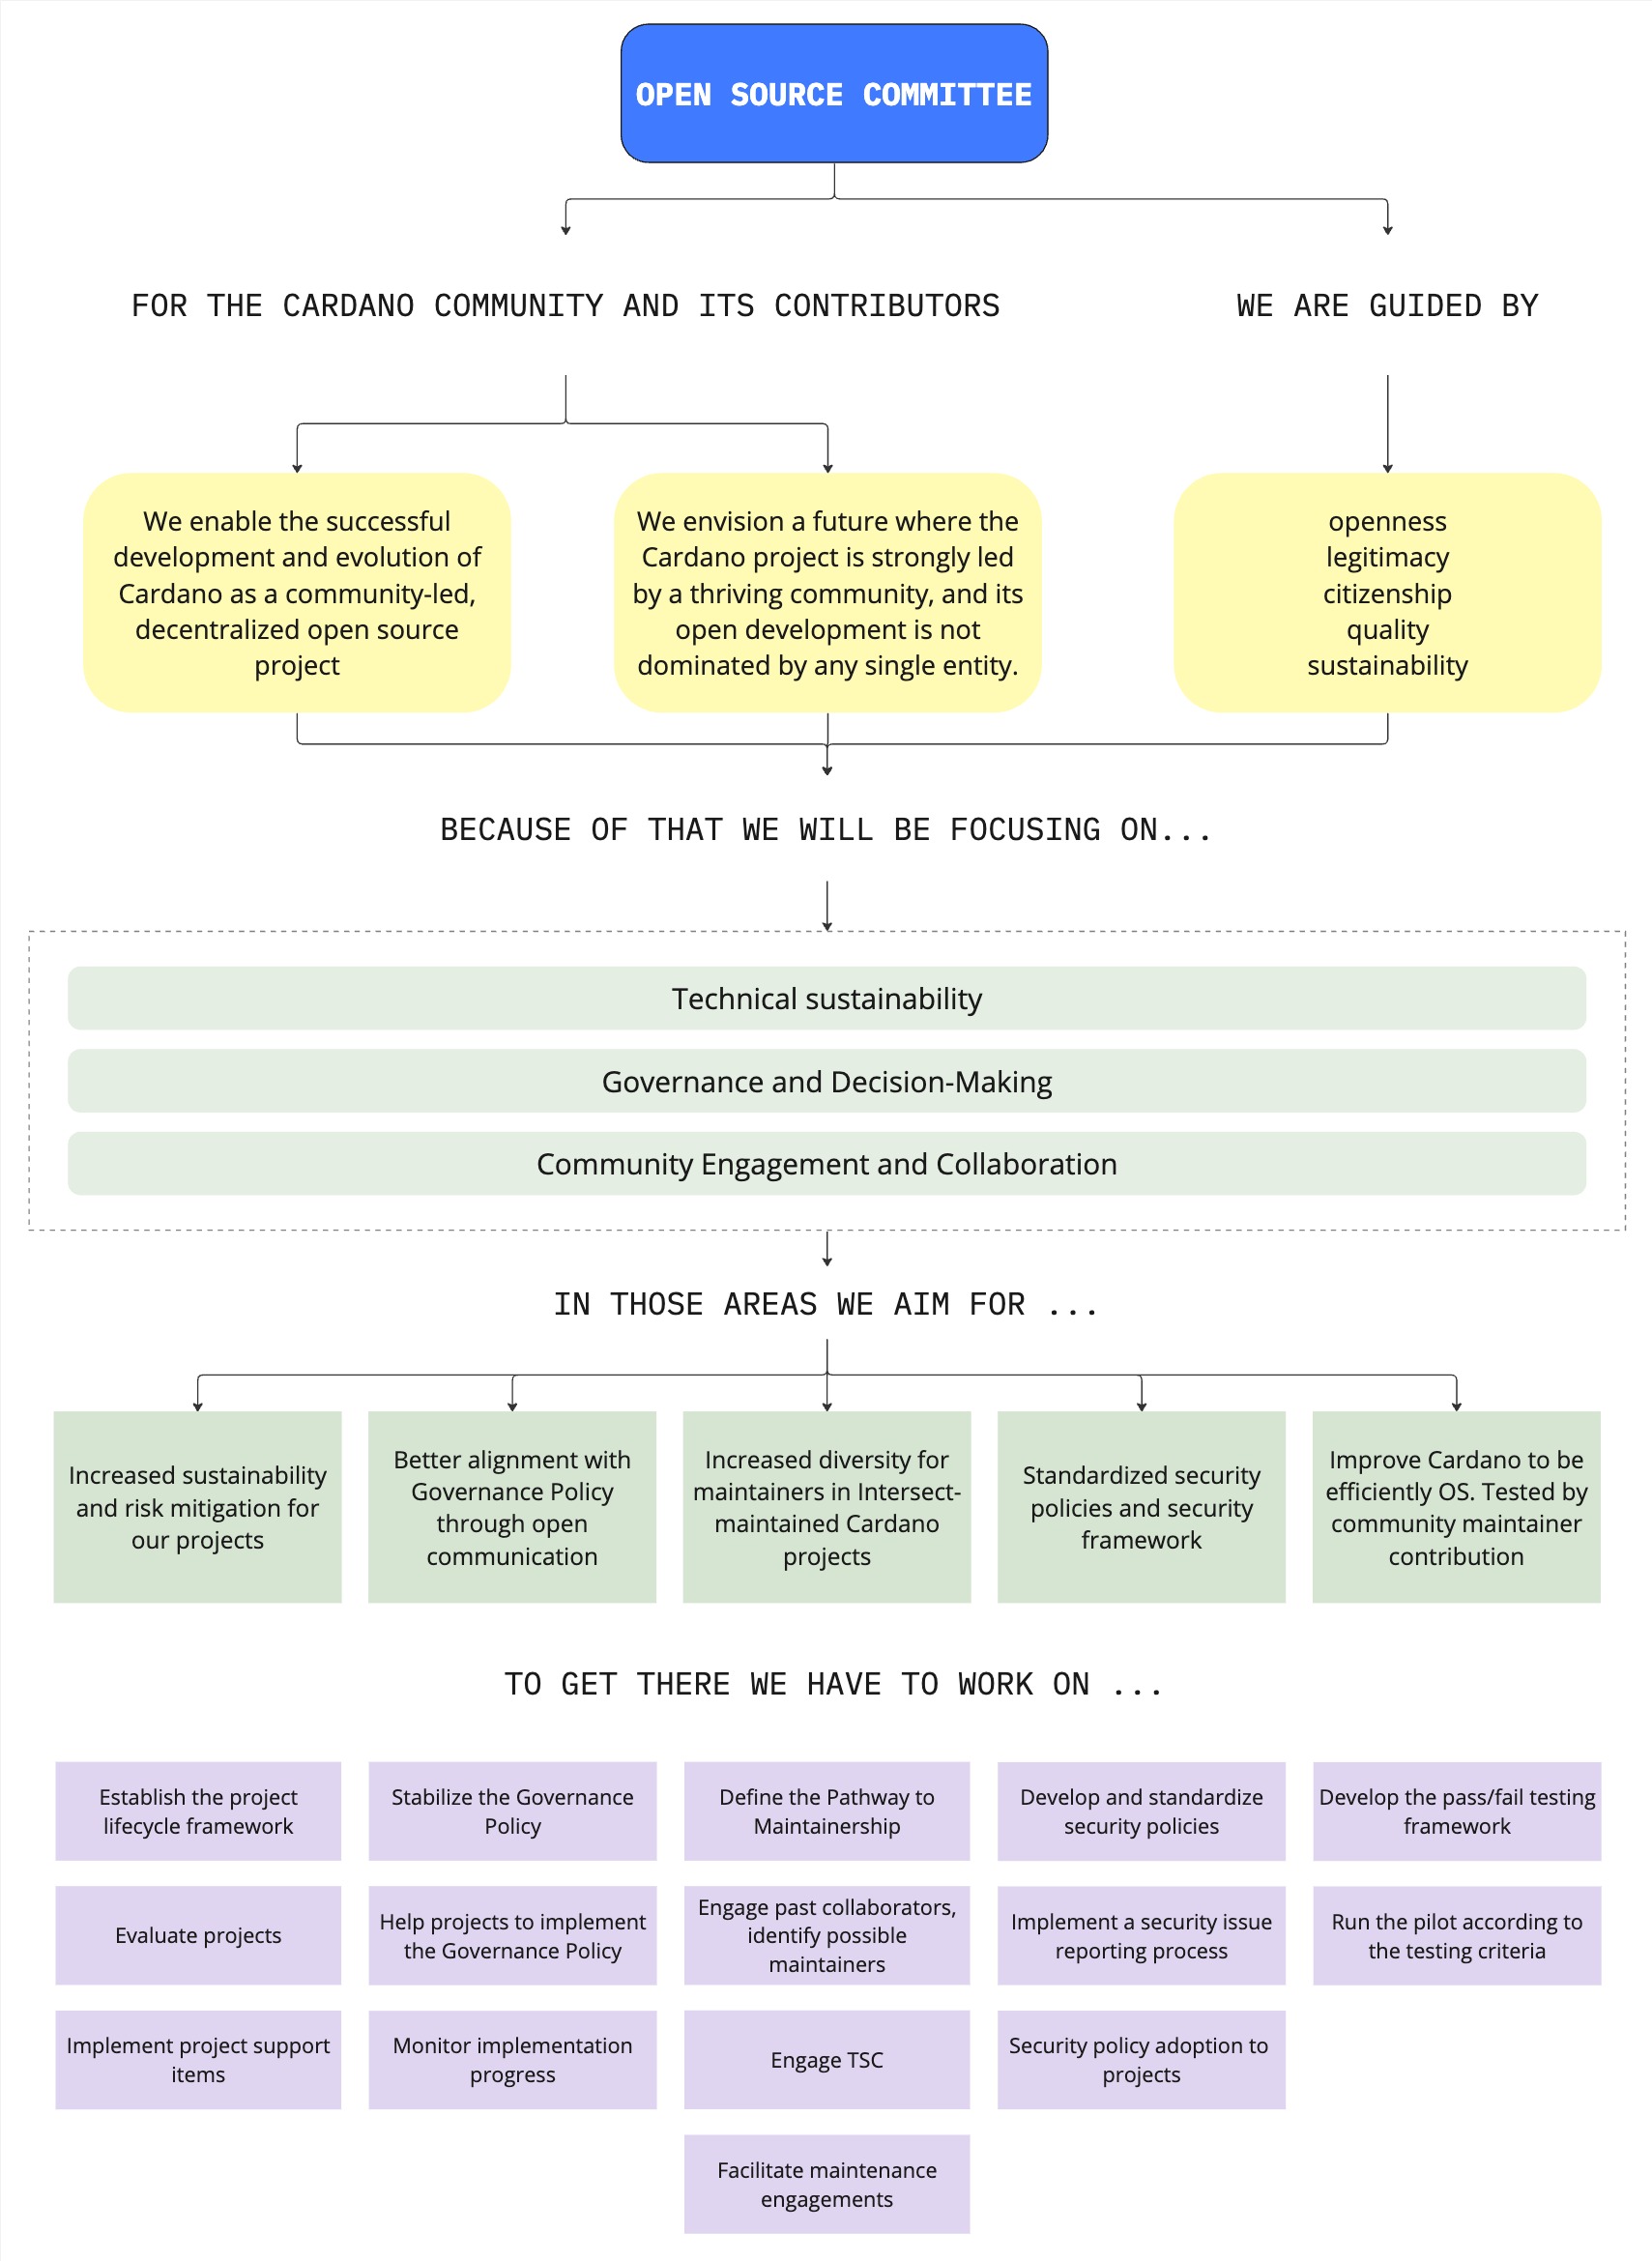 OPEN SOURCE COMMITTEE
FOR THE CARDANO COMMUNITY AND ITS CONTRIBUTORS
WE ARE GUIDED BY
We enable the successful
development and evolution of
Cardano as a community-led,
decentralized open source
project
We envision a future where the
Cardano project is strongly led
by a thriving community, and its
open development is not
dominated by any single entity.
openness
legitimacy
citizenship
quality
sustainability
BECAUSE OF THAT WE WILL BE FOCUSING ON...
Technical sustainability
Governance and Decision-Making
Community Engagement and Collaboration
IN THOSE AREAS WE AIM FOR ...
Increased sustainability
and risk mitigation for
our projects
Better alignment with
Governance Policy
through open
communication
Increased diversity for
maintainers in Intersect-
maintained Cardano
projects
Standardized security
policies and security
framework
Improve Cardano to be
efficiently OS. Tested by
community maintainer
contribution
TO GET THERE WE HAVE TO WORK ON ...
Establish the project
lifecycle framework
Stabilize the Governance
Policy
Define the Pathway to
Maintainership
Develop and standardize
security policies
Develop the pass/fail testing
framework
Evaluate projects
Help projects to implement
the Governance Policy
Engage past collaborators,
identify possible
maintainers
Implement a security issue
reporting process
Run the pilot according to
the testing criteria
Implement project support
items
Monitor implementation
progress
Engage TSC
Security policy adoption to
projects
Facilitate maintenance
engagements